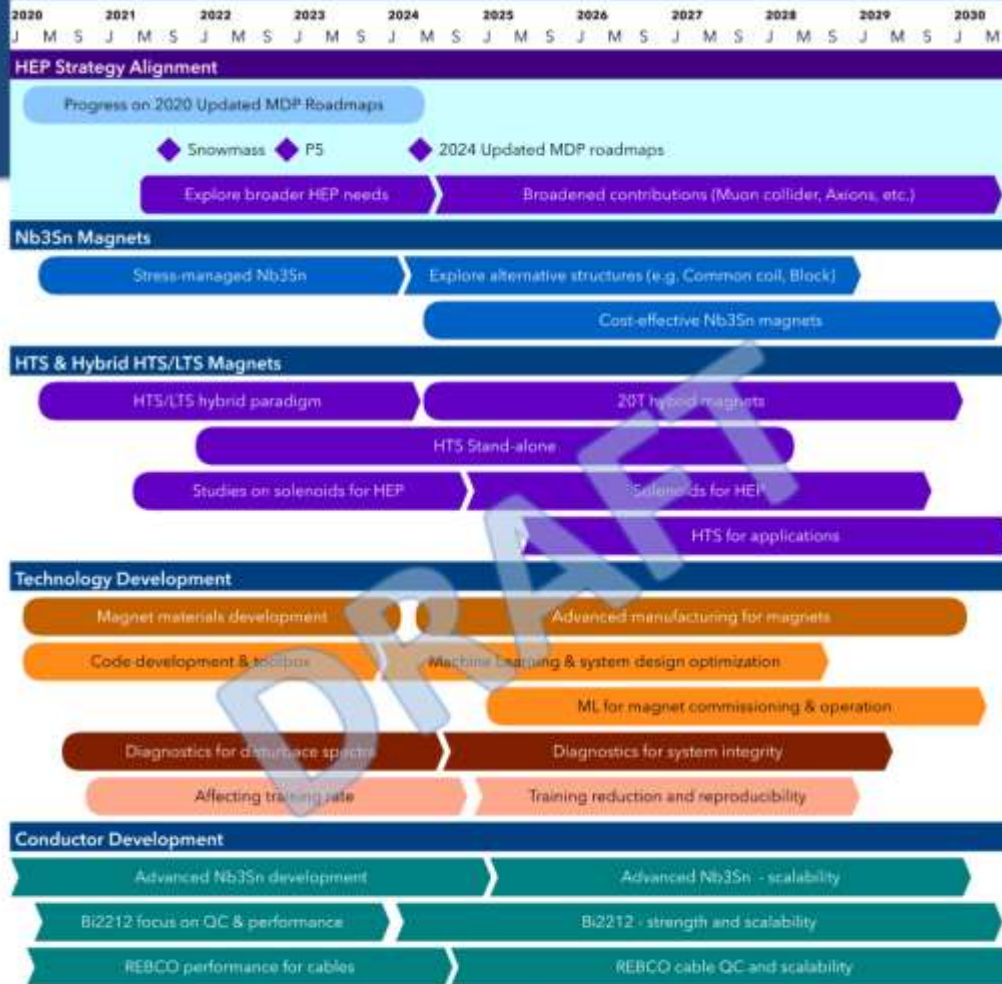 2020 2021 2022 2023 2024 2025 2026 2027 2028 2029 2030
J M S J M S J M S J M S J M S J M S J M S J M S J M S J M S J M
HEP Strategy Alignment
Progress on 2020 Updated MDP Roadmaps
Snowmass P5 2024 Updated MDP roadmaps
Explore broader HEP needs Broadened contributions (Muon collider, Axions, etc.)
Nb3Sn Magnets
Stress-managed Nb3Sn Explore alternative structures (e.g. Common coil, Block)
Cost-effective Nb3Sn magnets
HTS & Hybrid HTS/LTS Magnets
HTS/LTS hybrid paradigm 20T hybrid magnets
HTS Stand-alone
Studies on solenoids for HEP Solenoids for HEP
HTS for applications
Technology Development
Magnet materials development Advanced manufacturing for magnets
Code development & toolbox Machine Learning & system design optimization
ML for magnet commissioning & operation
Diagnostics for disturbace spectra Diagnostics for system integrity
Affecting training rate Training reduction and reproducibility
Conductor Development
Advanced Nb3Sn development Advanced Nb3Sn - scalability
Bi2212 focus on QC & performance Bi2212 - strength and scalability
REBCO performance for cables REBCO cable QC and scalability
DRAFT